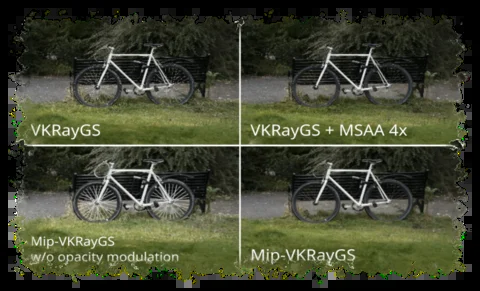 VKRayGS
VKRayGS + MSAA 4x
Mip-VKRayGS
w/o opacity modulation
Mip-VKRayGS